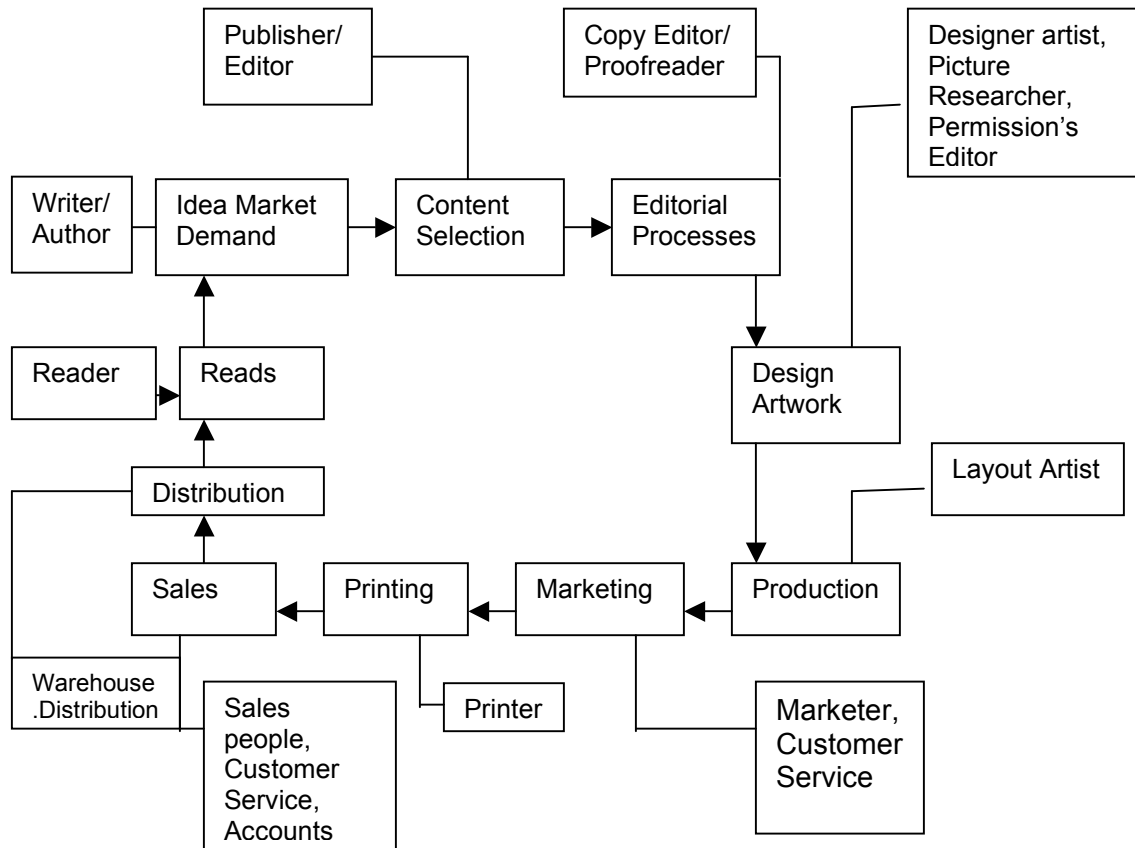 Publisher/
Editor
Copy Editor/
Proofreader
Designer artist,
Picture
Researcher,
Permission’s
Editor
Writer/
Author
Idea Market
Demand
Content
Selection
Editorial
Processes
Reader
Reads
Design
Artwork
Distribution
Layout Artist
Sales
Printing
Marketing
Production
Warehouse
.Distribution
Sales
people,
Customer
Service,
Accounts
Printer
Marketer,
Customer
Service